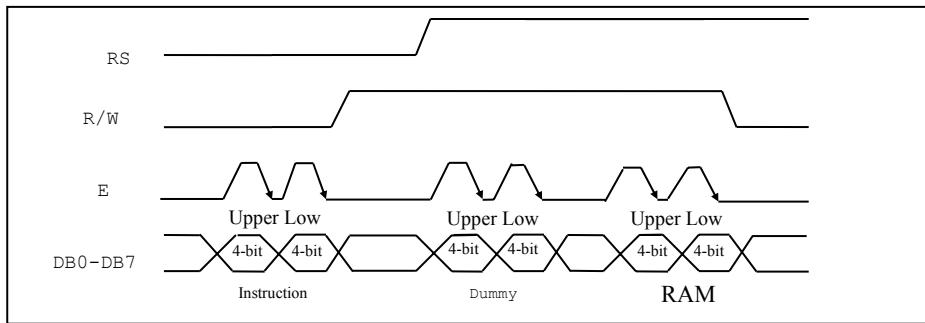 RS
R/W
E
Upper Low Upper Low Upper Low
DB0-DB7 4-bit 4-bit 4-bit 4-bit 4-bit 4-bit
Instruction Dummy RAM